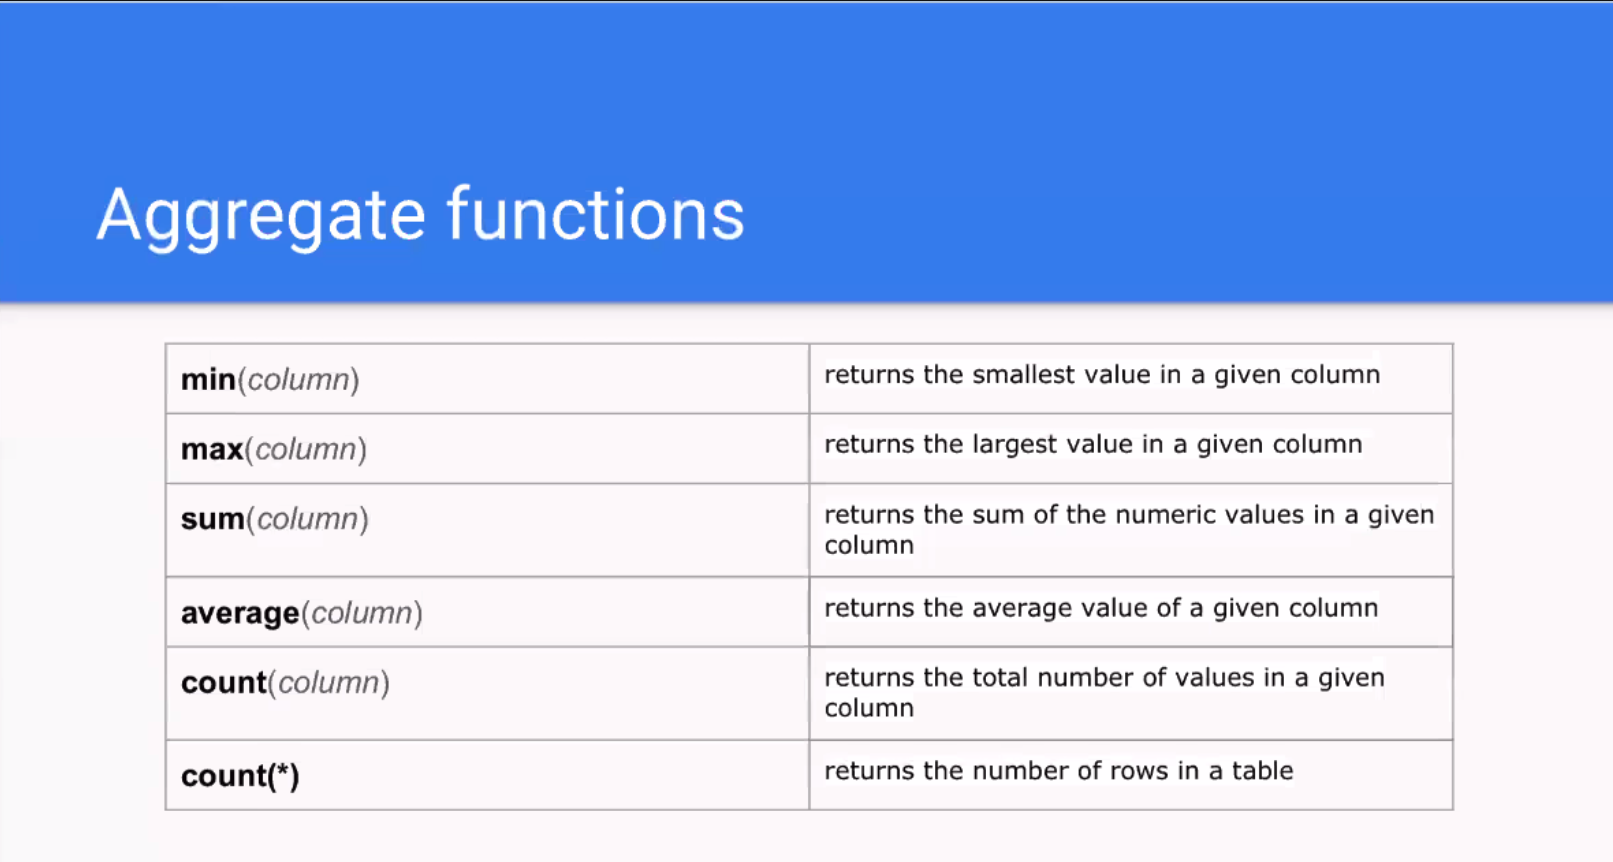 Aggregate functions
min(column)
returns the smallest value in a given column
max(column)
returns the largest value in a given column
sum(column)
returns the sum of the numeric values in a given
column
average(column)
returns the average value of a given column
count(column)
returns the total number of values in a given
column
count(*)
returns the number of rows in a table